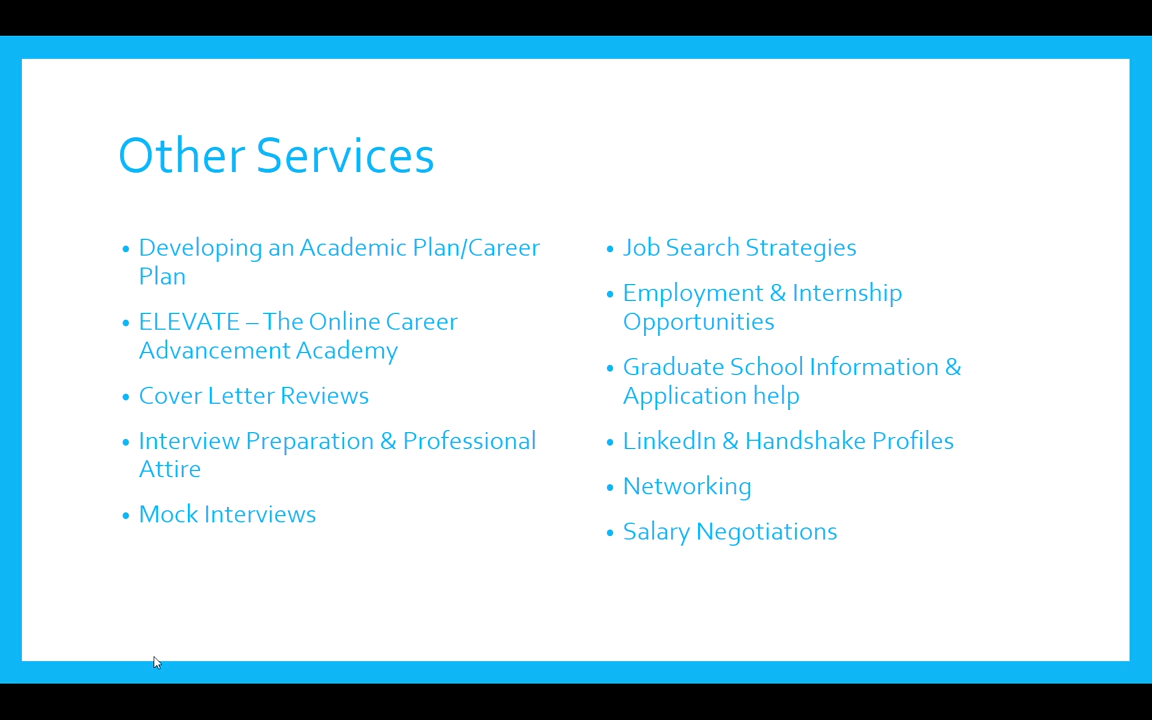 Other Services
• Developing an Academic Plan/Career
Plan
• ELEVATE – The Online Career
Advancement Academy
• Cover Letter Reviews
• Interview Preparation & Professional
Attire
• Mock Interviews
• Job Search Strategies
• Employment & Internship
Opportunities
• Graduate School Information &
Application help
• LinkedIn & Handshake Profiles
• Networking
• Salary Negotiations